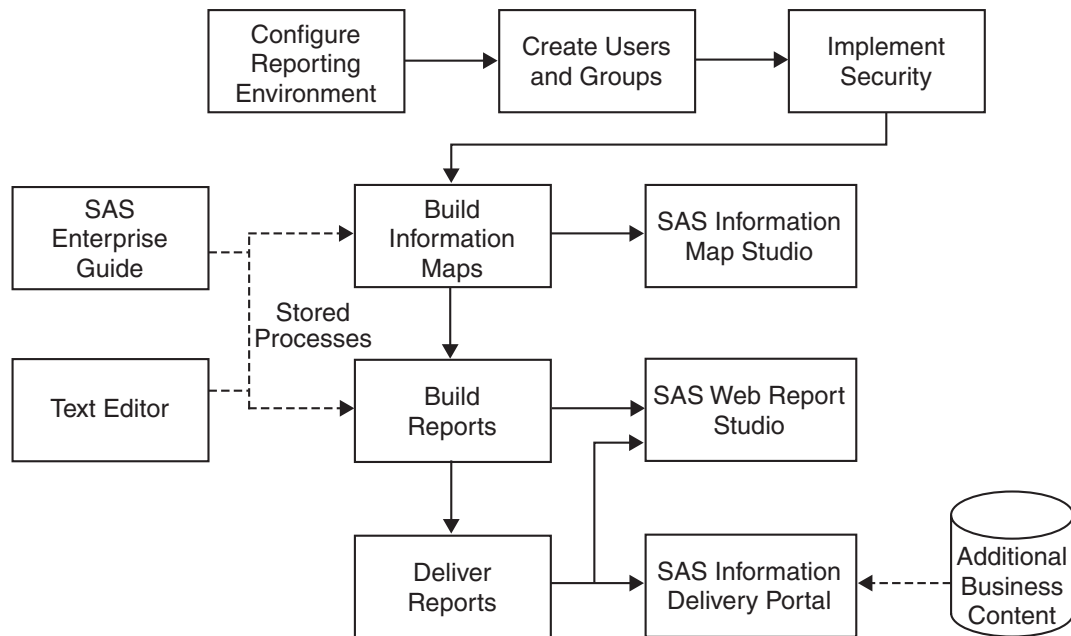 Configure
Reporting
Environment
Create Users
and Groups
Implement
Security
SAS
Enterprise
Guide
Build
Information
Maps
SAS Information
Map Studio
Stored
Processes
Text Editor
Build
Reports
SAS Web Report
Studio
Deliver
Reports
SAS Information
Delivery Portal
Additional
Business
Content